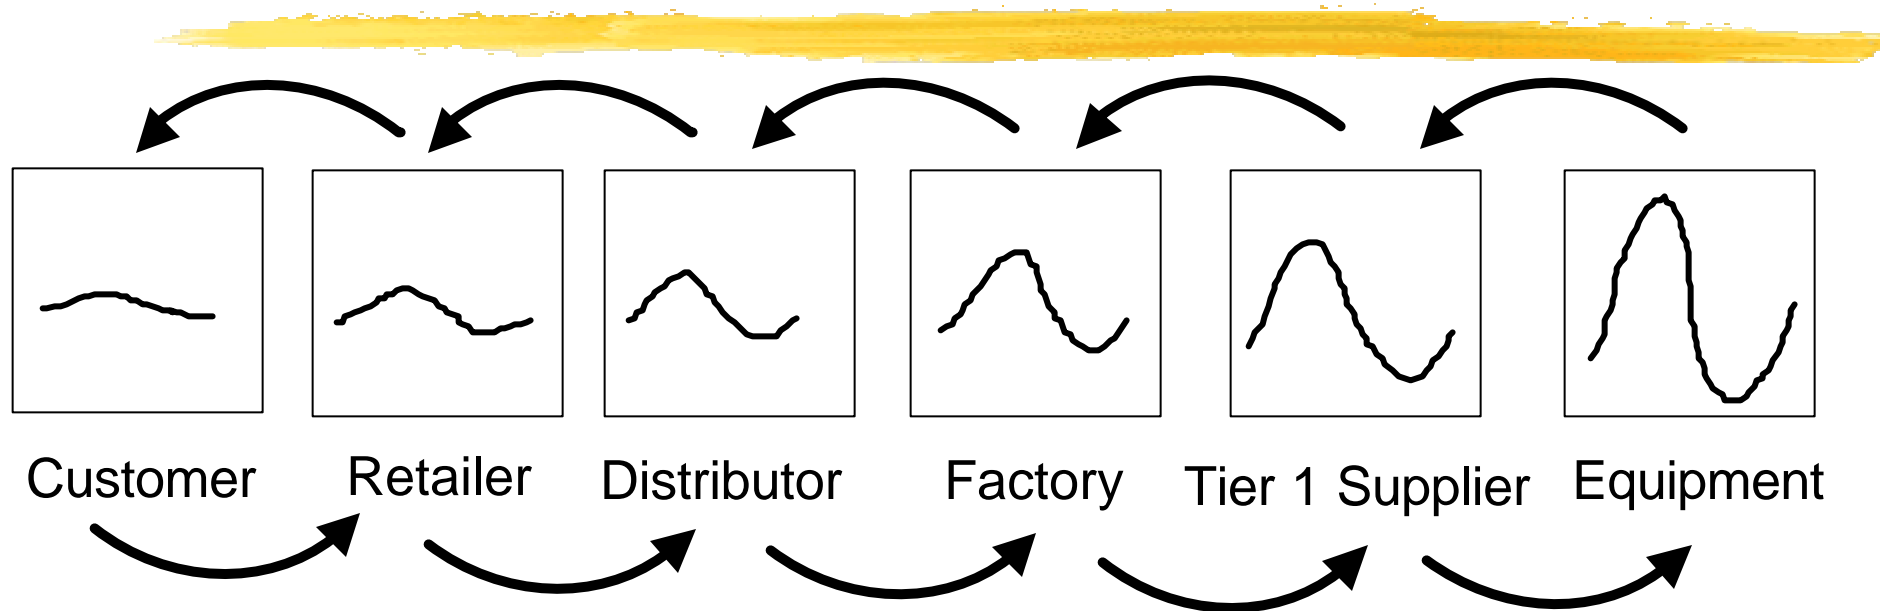 Customer
Retailer
Distributor
Factory
Tier 1 Supplier
Equipment